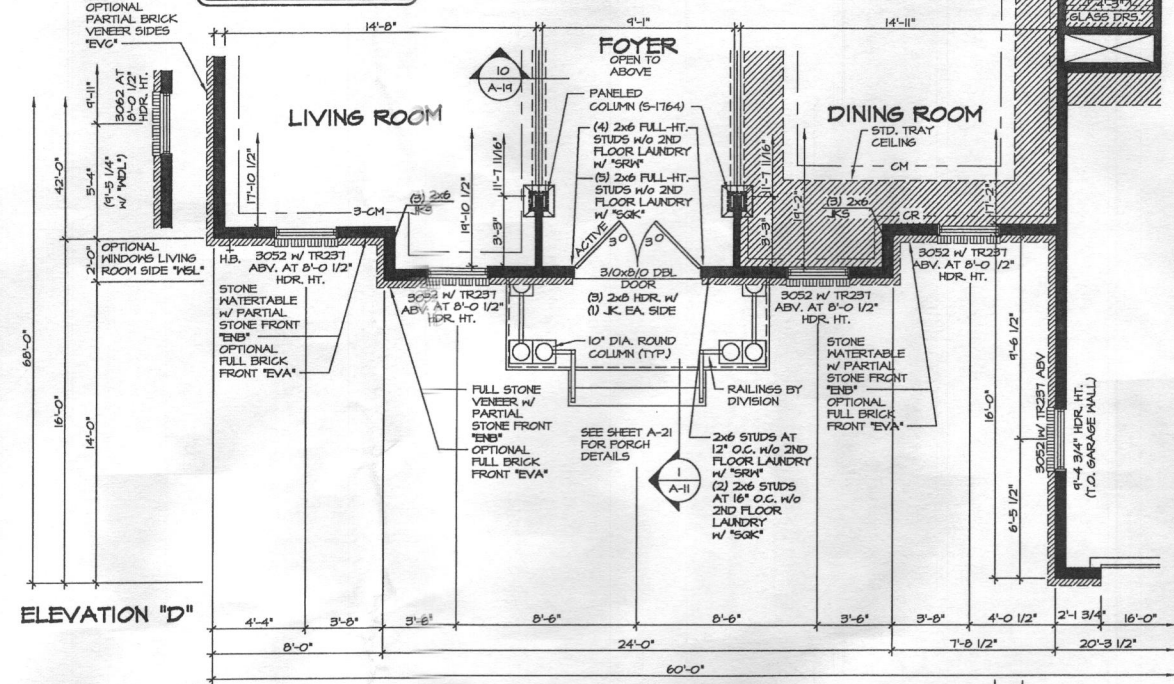 OPTIONAL
PARTIAL BRICK
VENEER SIDES
"EVC"
14'-8"
9'-1"
14'-11"
4'-3"
GLASS DRS.
FOYER
OPEN TO
ABOVE
10
A-19
9'-11"
3062 AT
8'-0 1/2"
HDR. HT.
LIVING ROOM
PANELED
COLUMN (S-1764)
DINING ROOM
STD. TRAY
CEILING
CM
(4) 2x6 FULL-HT.
STUDS w/o 2ND
FLOOR LAUNDRY
w/ "SRW"
(5) 2x6 FULL-HT.
STUDS w/o 2ND
FLOOR LAUNDRY
w/ "SQK"
42'-0"
5'-4"
(9'-5 1/4"
w/ "WDL")
17'-10 1/2"
3-CM
(3) 2x6
JKS
19'-10 1/2"
11'-7 11/16"
3'-3"
ACTIVE
3⁰
3⁰
11'-7 11/16"
3'-3"
19'-2"
(3) 2x6
JKS
CR
17'-2"
2'-0"
OPTIONAL
WINDOWS LIVING
ROOM SIDE "WSL"
H.B.
3052 w/ TR237
ABV. AT 8'-0 1/2"
HDR. HT.
3052 w/ TR237
ABV. AT 8'-0 1/2"
HDR. HT.
3/0x8/0 DBL
DOOR
(3) 2x8 HDR. w/
(1) JK. EA. SIDE
3052 w/ TR237
ABV. AT 8'-0 1/2"
HDR. HT.
3052 w/ TR237
ABV. AT 8'-0 1/2"
HDR. HT.
STONE
WATERTABLE
w/ PARTIAL
STONE FRONT
"ENB"
OPTIONAL
FULL BRICK
FRONT "EVA"
10" DIA. ROUND
COLUMN (TYP.)
STONE
WATERTABLE
w/ PARTIAL
STONE FRONT
"ENB"
OPTIONAL
FULL BRICK
FRONT "EVA"
68'-0"
16'-0"
14'-0"
FULL STONE
VENEER w/
PARTIAL
STONE FRONT
"ENB"
OPTIONAL
FULL BRICK
FRONT "EVA"
RAILINGS BY
DIVISION
SEE SHEET A-21
FOR PORCH
DETAILS
1
A-11
2x6 STUDS AT
12" O.C. w/o 2ND
FLOOR LAUNDRY
w/ "SRW"
(2) 2x6 STUDS
AT 16" O.C. w/o
2ND FLOOR
LAUNDRY
w/ "SQK"
9'-6 1/2"
16'-0"
6'-5 1/2"
3052 w/ TR237 ABV
9'-4 3/4" HDR. HT.
(T.O. GARAGE WALL)
ELEVATION "D"
4'-4"
3'-8"
3'-6"
8'-6"
8'-6"
3'-6"
3'-8"
4'-0 1/2"
2'-1 3/4"
16'-0"
8'-0"
24'-0"
7'-8 1/2"
20'-3 1/2"
60'-0"